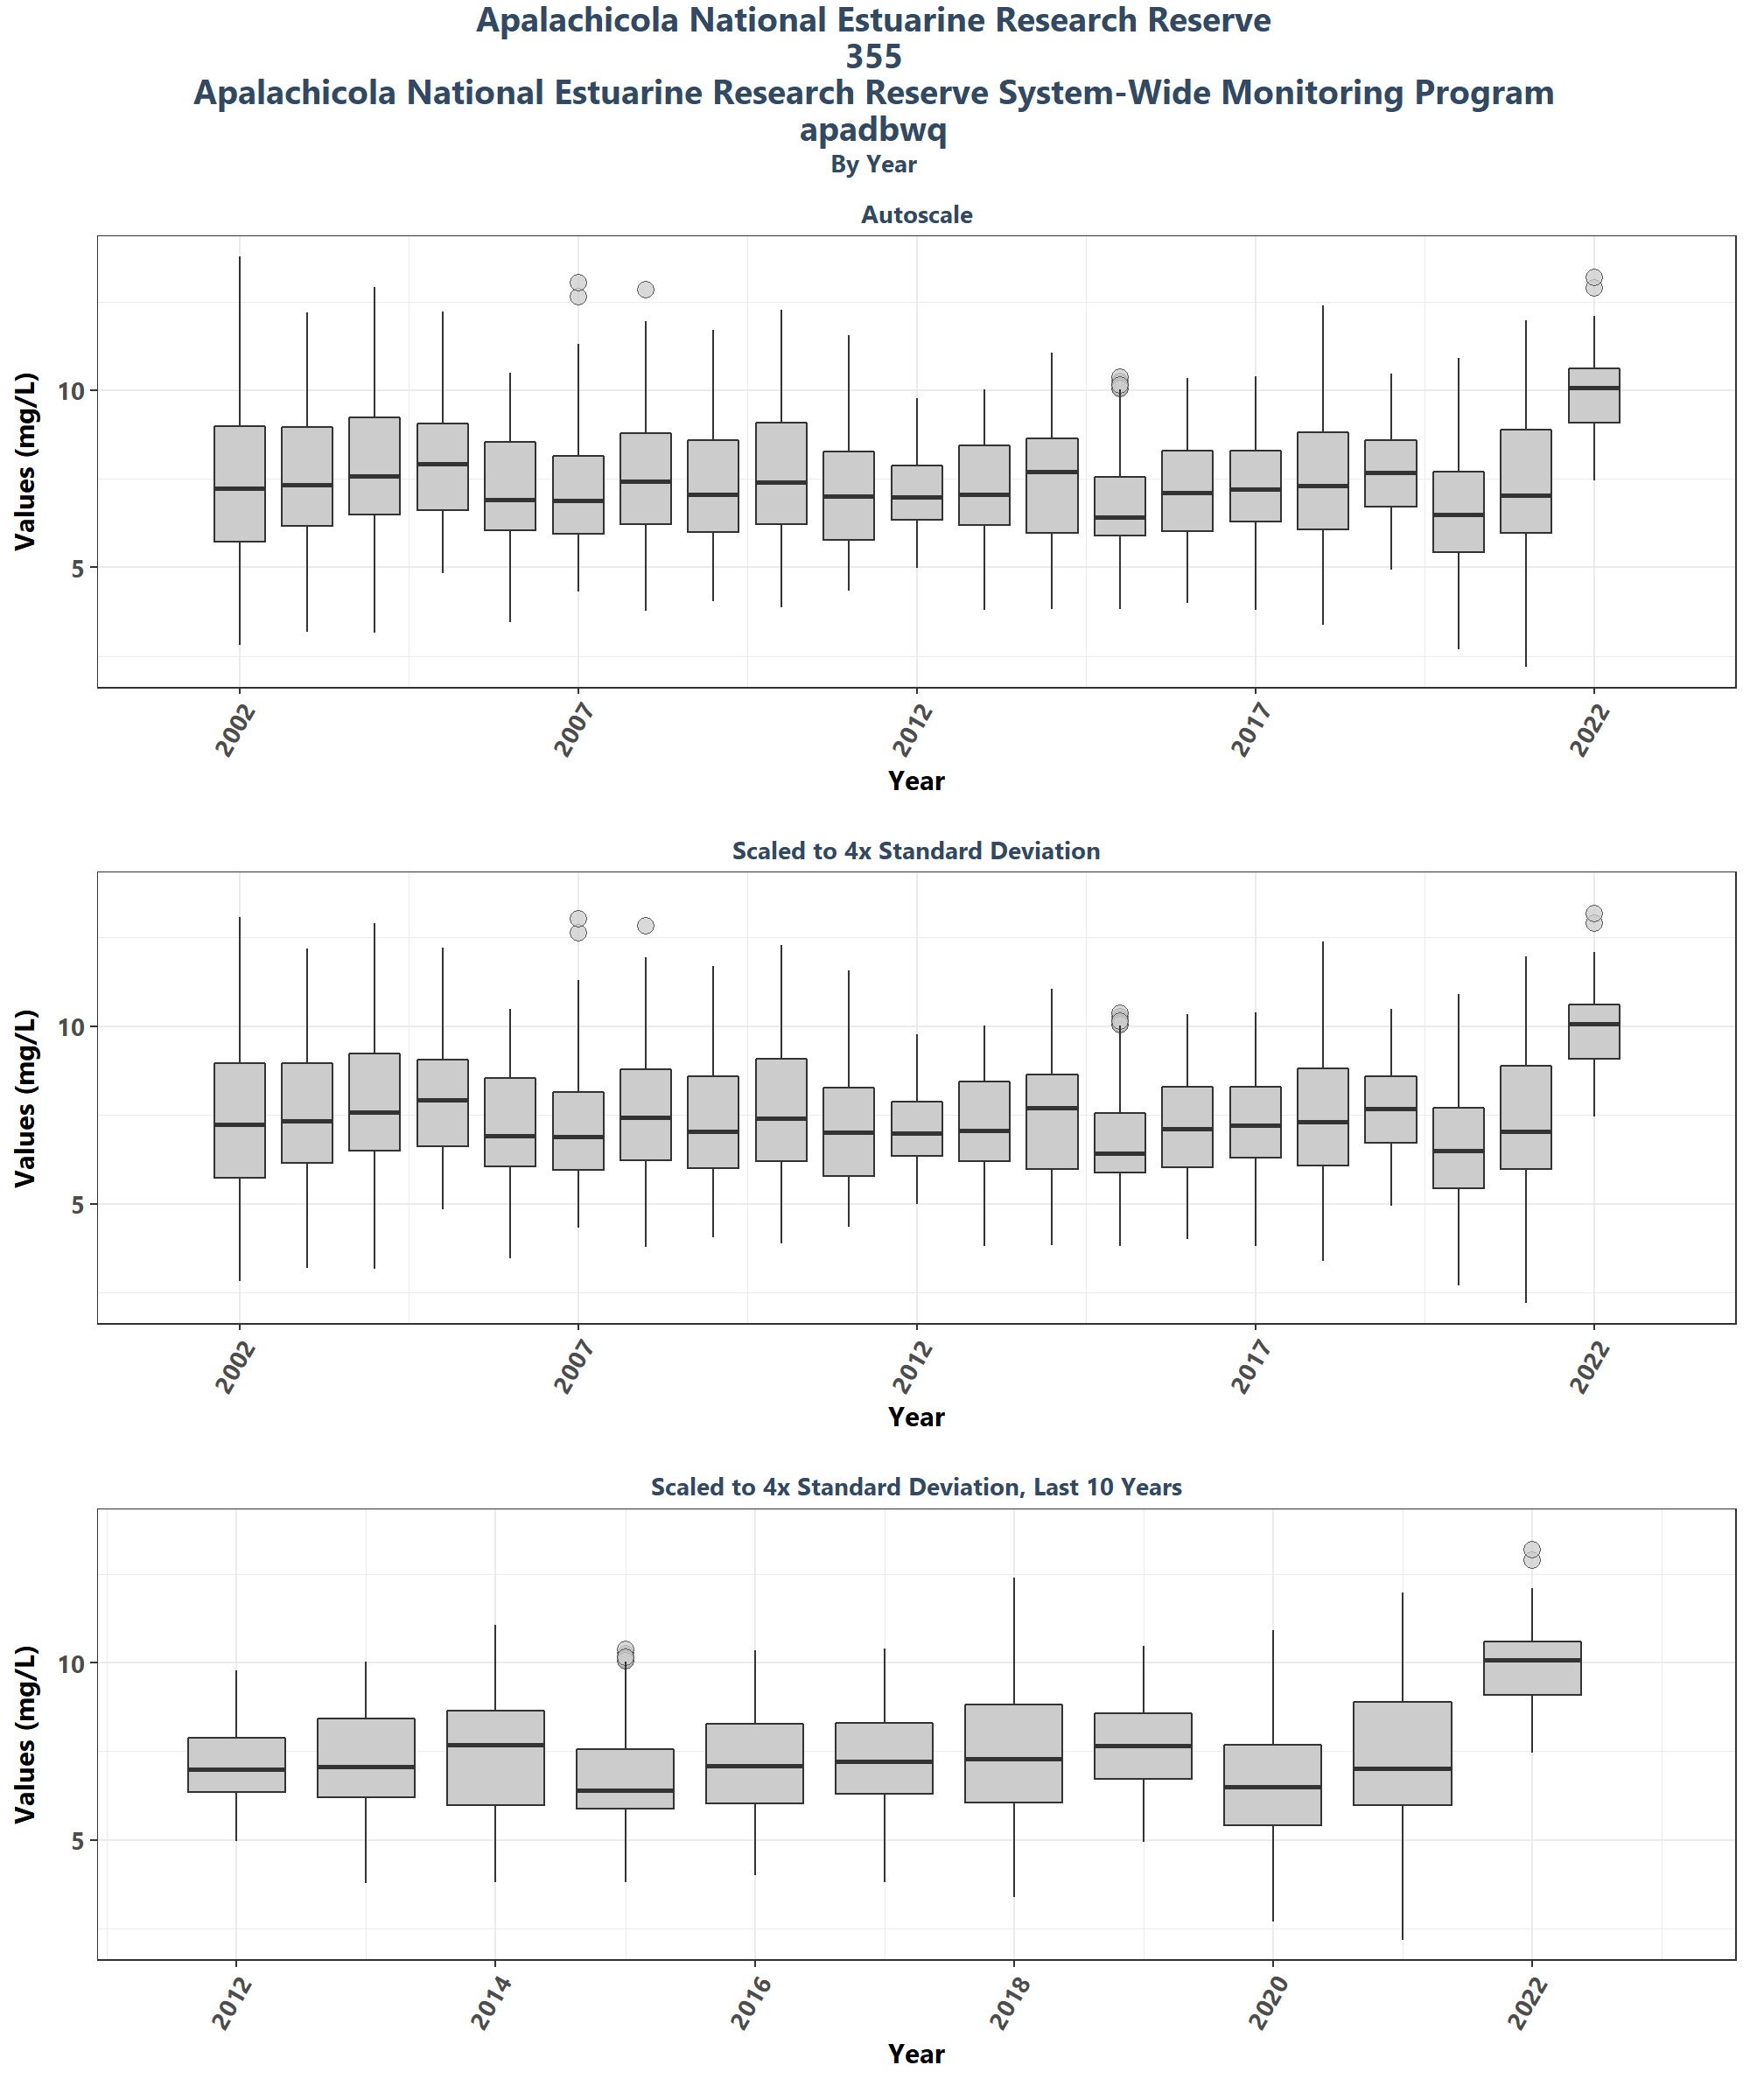 Apalachicola National Estuarine Research Reserve
355
Apalachicola National Estuarine Research Reserve System-Wide Monitoring Program
apadbwq
By Year
Autoscale
Values (mg/L)
10
5
2002
2007
2012
2017
2022
Year
Scaled to 4x Standard Deviation
Values (mg/L)
10
5
2002
2007
2012
2017
2022
Year
Scaled to 4x Standard Deviation, Last 10 Years
Values (mg/L)
10
5
2012
2014
2016
2018
2020
2022
Year